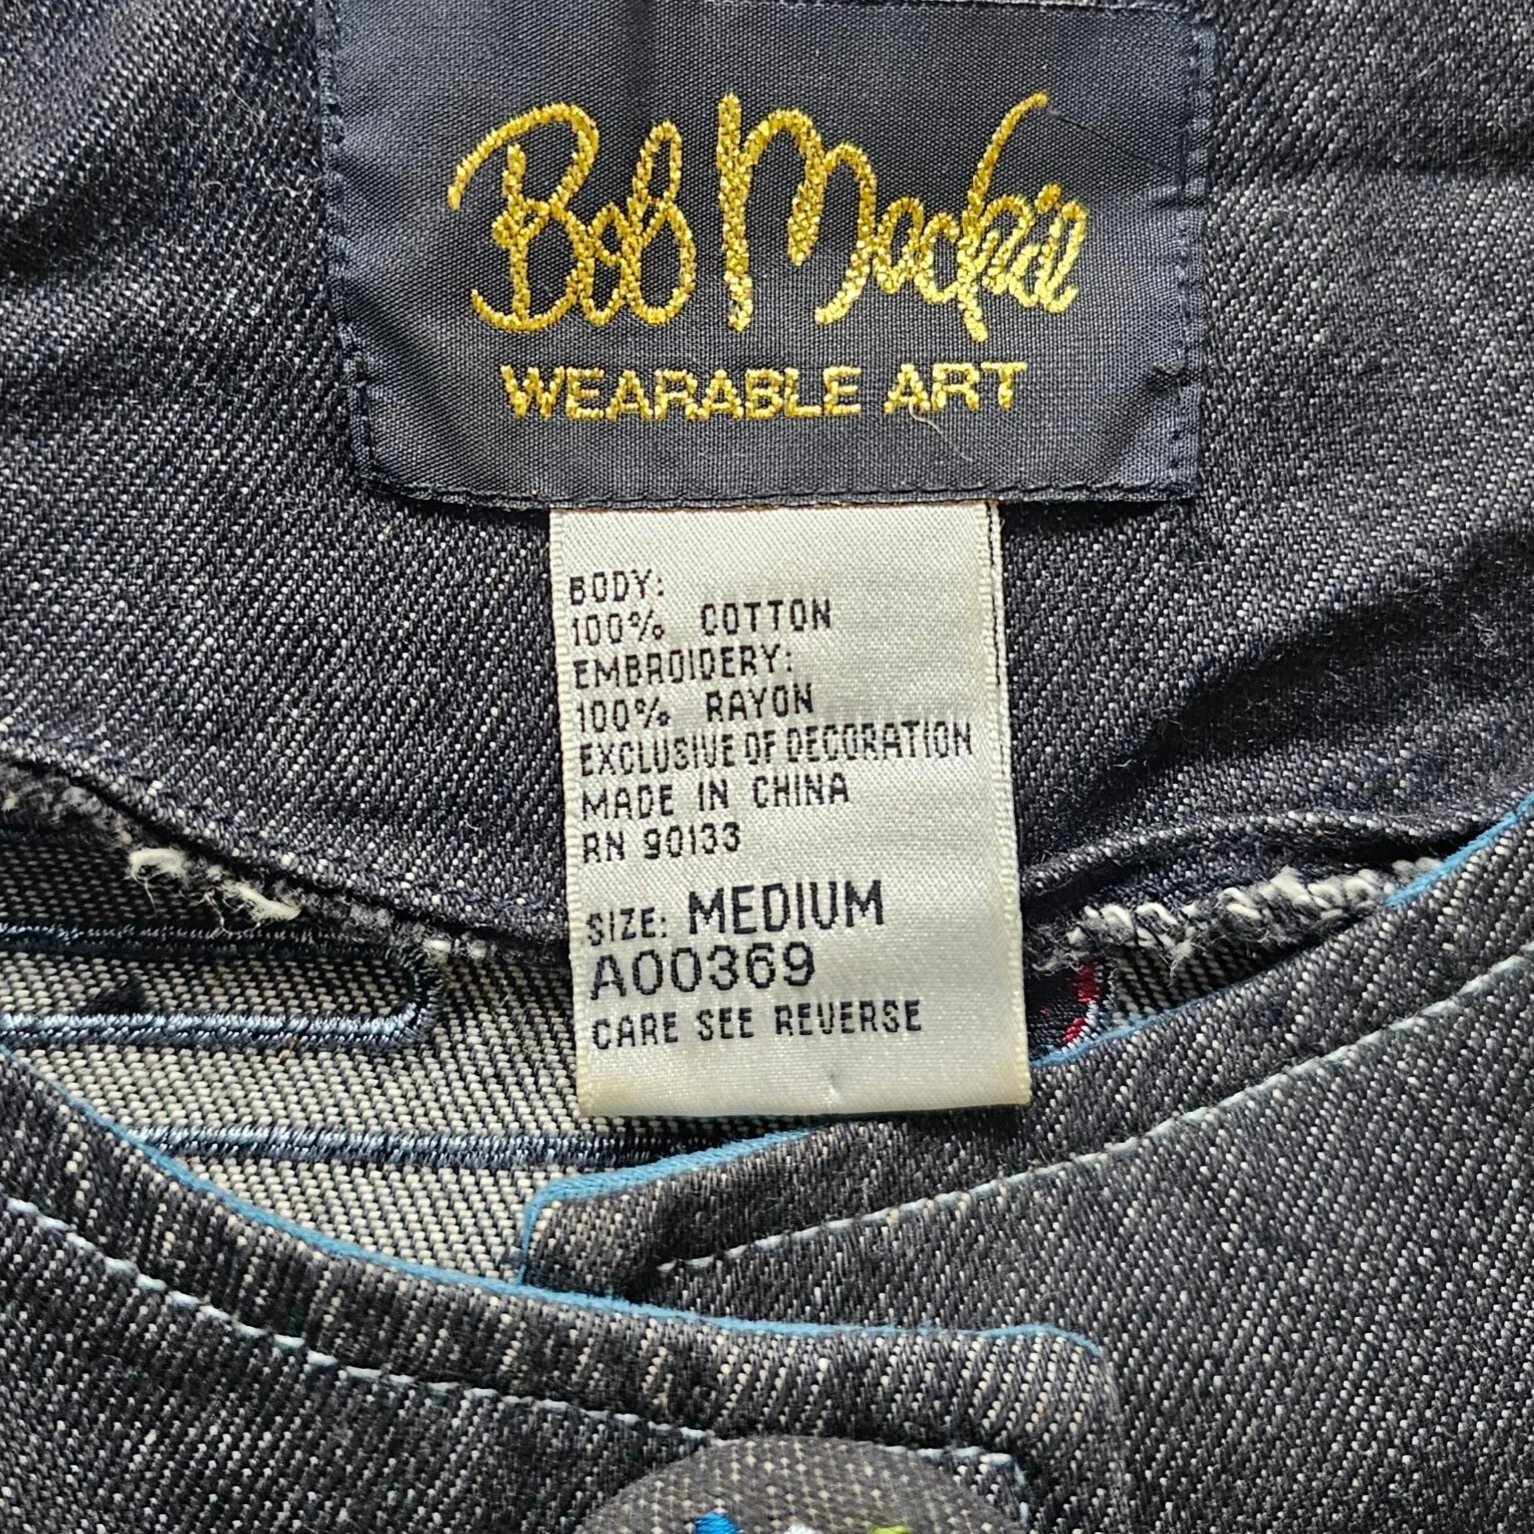 Bob Mackie
WEARABLE ART
BODY:
100% COTTON
EMBROIDERY:
100% RAYON
EXCLUSIVE OF DECORATION
MADE IN CHINA
RN 90133
SIZE: MEDIUM
A00369
CARE SEE REVERSE